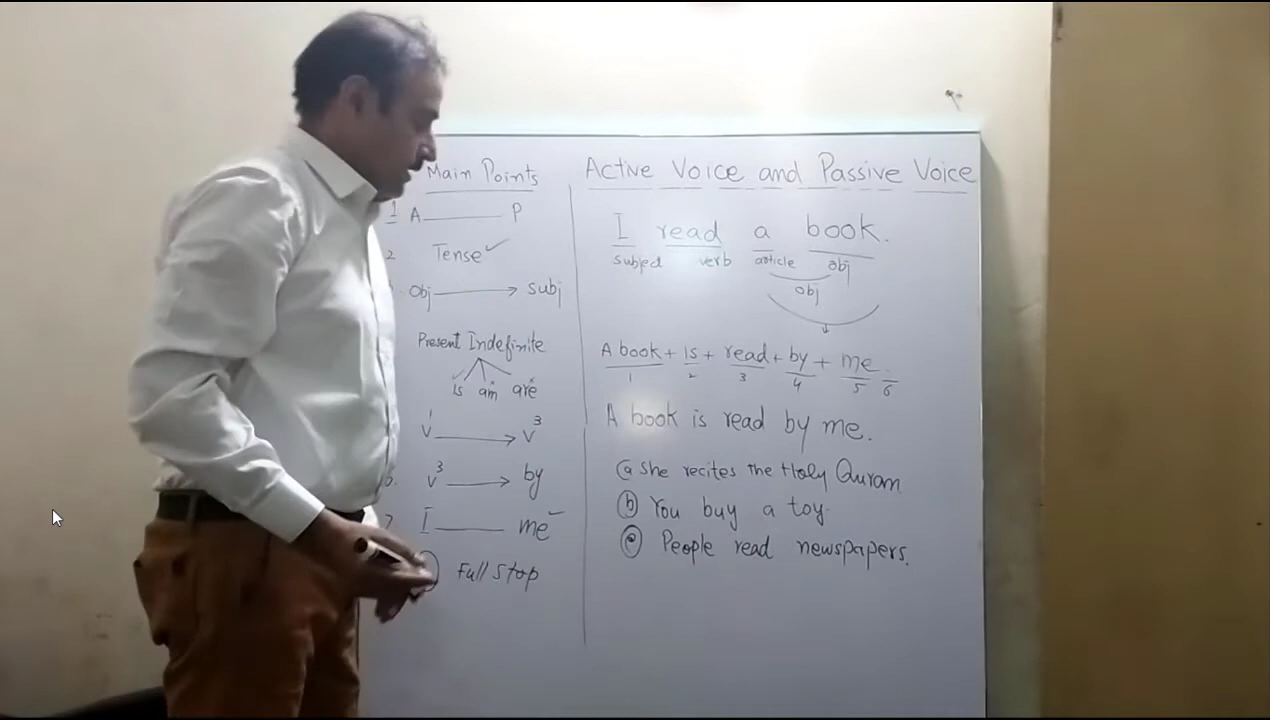 Main Points
1 A P
2 Tense ✓
Obj → Subj
Present Indefinite
is am are
V1 → V3
V3 → by
7 I me
Full Stop
Active Voice and Passive Voice
I read a book.
subject verb article obj
obj
A book + is + read + by + me .
1 2 3 4 5 6
A book is read by me.
(a She recites the Holy Quran
(b) You buy a toy.
People read newspapers.